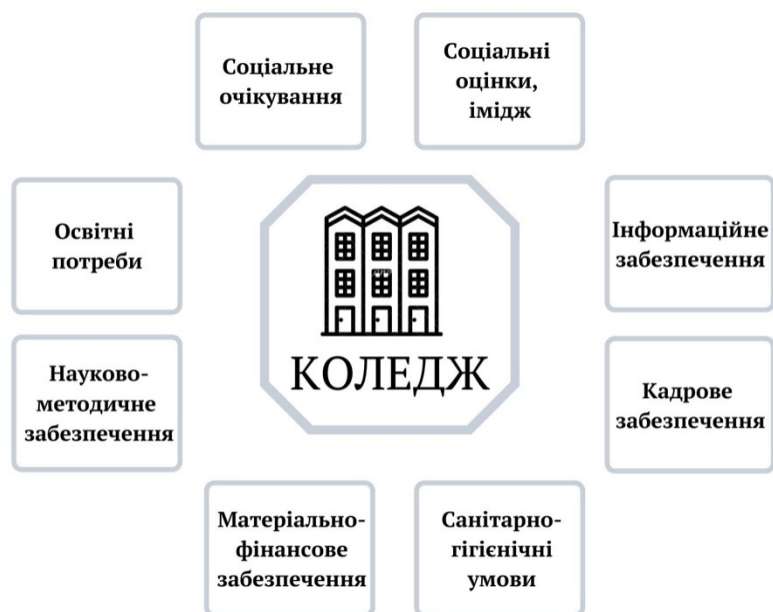 Соціальне
очікування
Соціальні
оцінки,
імідж
Освітні
потреби
Інформаційне
забезпечення
КОЛЕДЖ
Науково-
методичне
забезпечення
Кадрове
забезпечення
Матеріально-
фінансове
забезпечення
Санітарно-
гігієнічні
умови